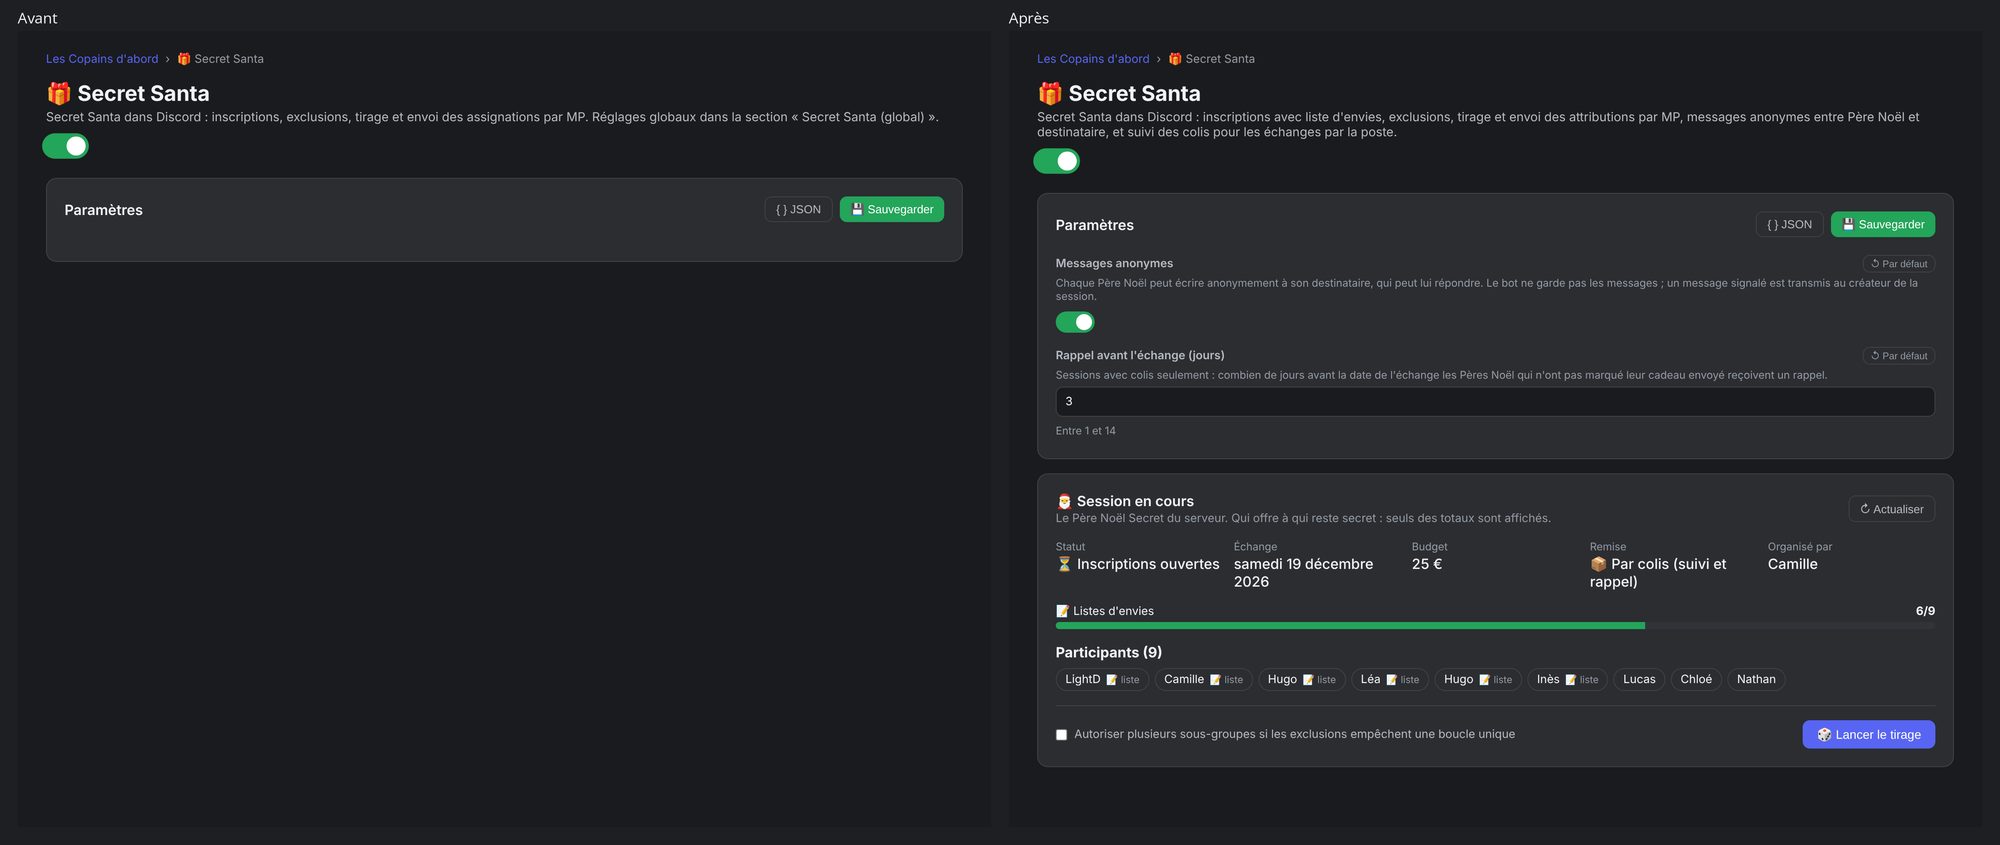 Avant
Les Copains d'abord › 🎁 Secret Santa
🎁 Secret Santa
Secret Santa dans Discord : inscriptions, exclusions, tirage et envoi des assignations par MP. Réglages globaux dans la section « Secret Santa (global) ».
Paramètres
{ } JSON
💾 Sauvegarder
Après
Les Copains d'abord › 🎁 Secret Santa
🎁 Secret Santa
Secret Santa dans Discord : inscriptions avec liste d'envies, exclusions, tirage et envoi des attributions par MP, messages anonymes entre Père Noël et
destinataire, et suivi des colis pour les échanges par la poste.
Paramètres
{ } JSON
💾 Sauvegarder
Messages anonymes
↺ Par défaut
Chaque Père Noël peut écrire anonymement à son destinataire, qui peut lui répondre. Le bot ne garde pas les messages ; un message signalé est transmis au créateur de la
session.
Rappel avant l'échange (jours)
↺ Par défaut
Sessions avec colis seulement : combien de jours avant la date de l'échange les Pères Noël qui n'ont pas marqué leur cadeau envoyé reçoivent un rappel.
3
Entre 1 et 14
🎅 Session en cours
Le Père Noël Secret du serveur. Qui offre à qui reste secret : seuls des totaux sont affichés.
↻ Actualiser
Statut
⏳ Inscriptions ouvertes
Échange
samedi 19 décembre
2026
Budget
25 €
Remise
📦 Par colis (suivi et
rappel)
Organisé par
Camille
📝 Listes d'envies
6/9
Participants (9)
LightD 📝 liste
Camille 📝 liste
Hugo 📝 liste
Léa 📝 liste
Hugo 📝 liste
Inès 📝 liste
Lucas
Chloé
Nathan
Autoriser plusieurs sous-groupes si les exclusions empêchent une boucle unique
🎲 Lancer le tirage